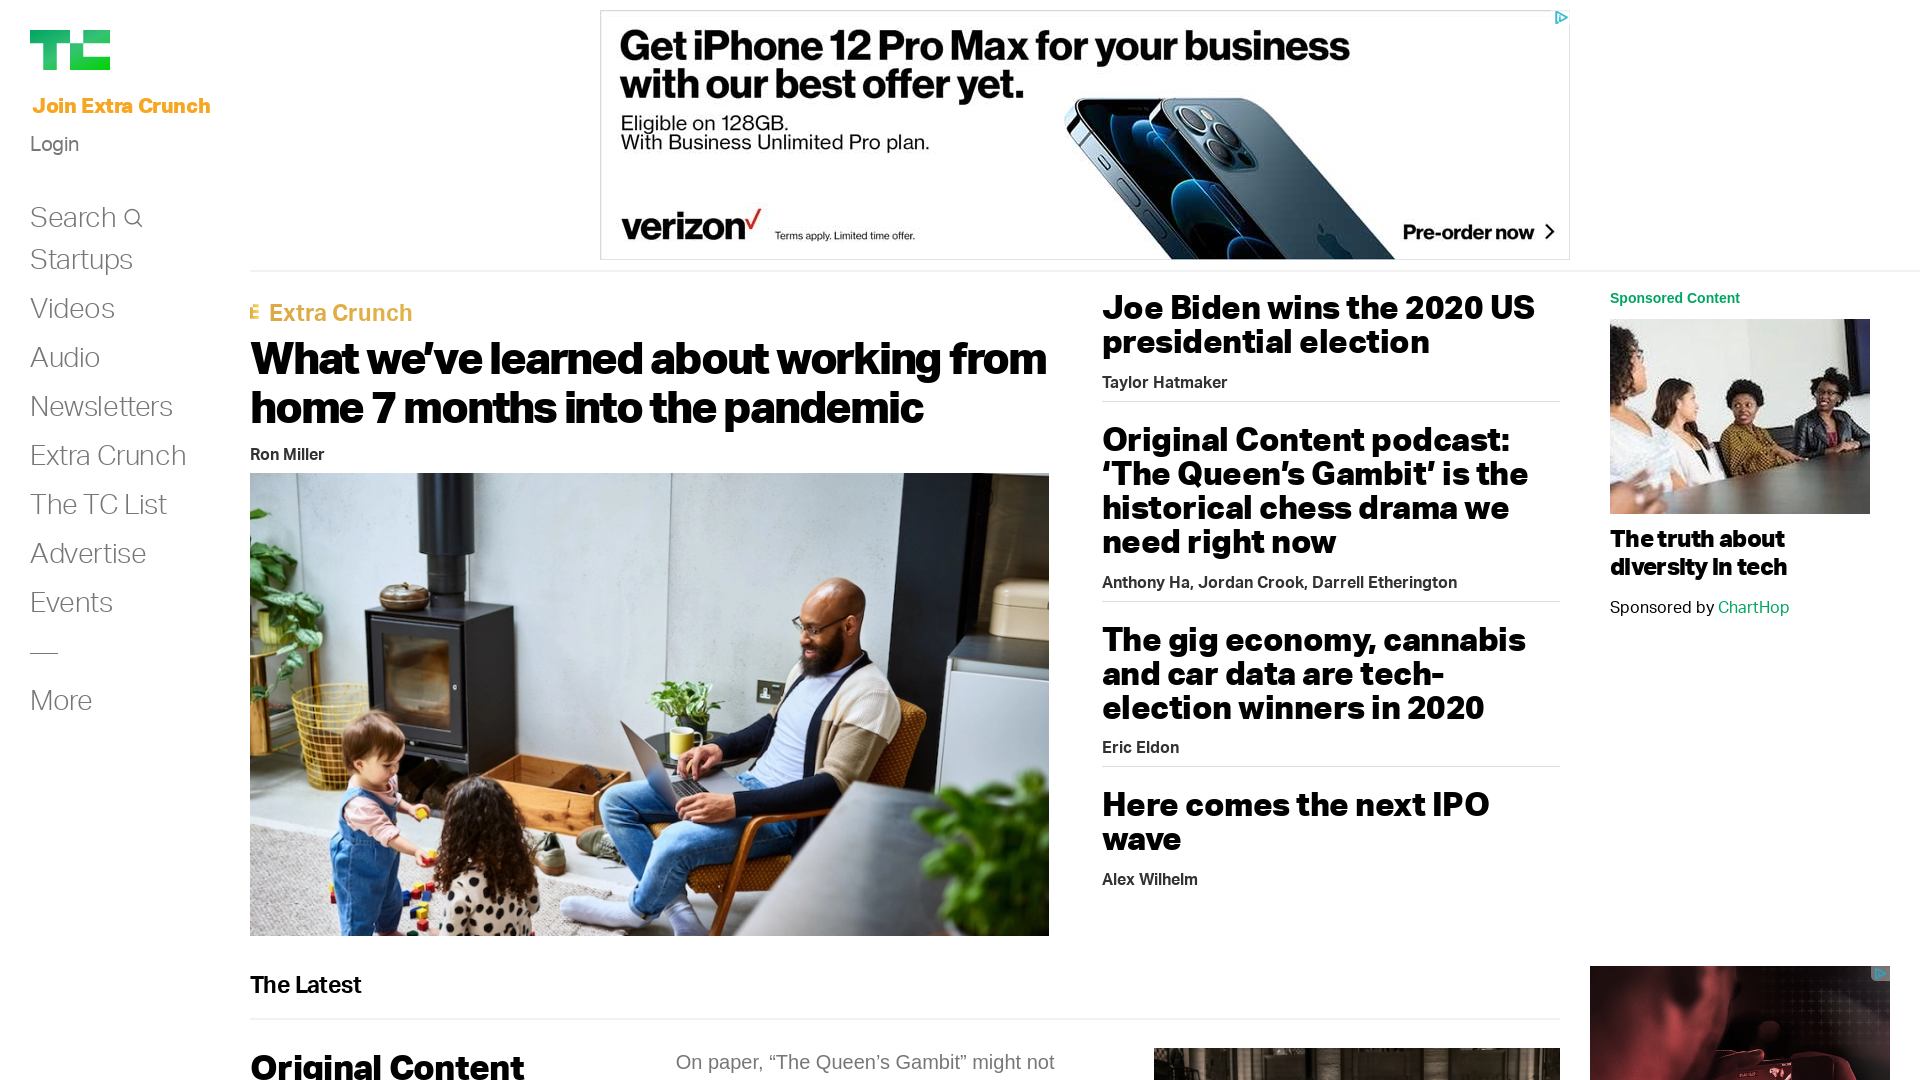 TC
Join Extra Crunch
Login
Search
Startups
Videos
Audio
Newsletters
Extra Crunch
The TC List
Advertise
Events
More
Get iPhone 12 Pro Max for your business
with our best offer yet.
Eligible on 128GB.
With Business Unlimited Pro plan.
verizon
Terms apply. Limited time offer.
Pre-order now
Extra Crunch
What we’ve learned about working from
home 7 months into the pandemic
Ron Miller
Joe Biden wins the 2020 US
presidential election
Taylor Hatmaker
Original Content podcast:
‘The Queen’s Gambit’ is the
historical chess drama we
need right now
Anthony Ha, Jordan Crook, Darrell Etherington
The gig economy, cannabis
and car data are tech-
election winners in 2020
Eric Eldon
Here comes the next IPO
wave
Alex Wilhelm
Sponsored Content
The truth about
diversity in tech
Sponsored by ChartHop
The Latest
Original Content
On paper, “The Queen’s Gambit” might not